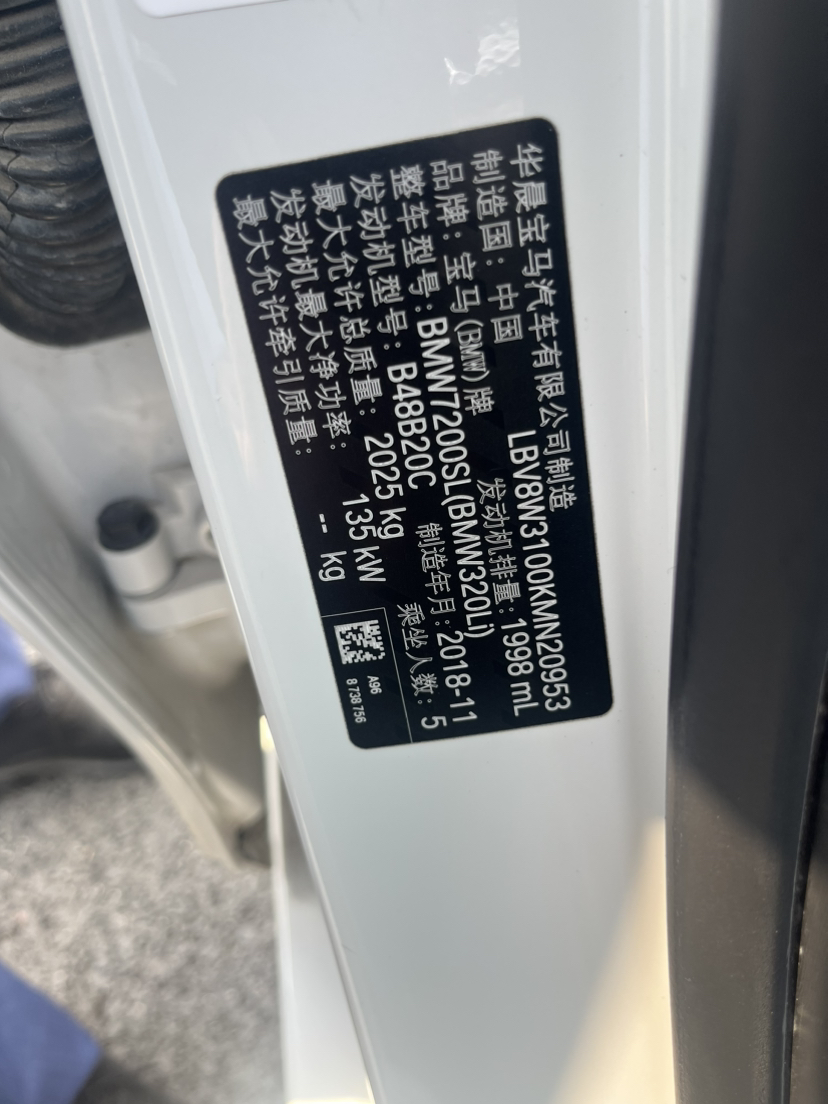 华晨宝马汽车有限公司制造
制造国：中国 LBV8W3100KMN20953
品牌：宝马(BMW)牌 发动机排量：1998 mL
整车型号：BMW7200SL(BMW320Li)
发动机型号：B48B20C 制造年月：2018-11
最大允许总质量：2025 kg 乘坐人数：5
发动机最大净功率：135 kW
最大允许牵引质量：-- kg
A96
8 738 756